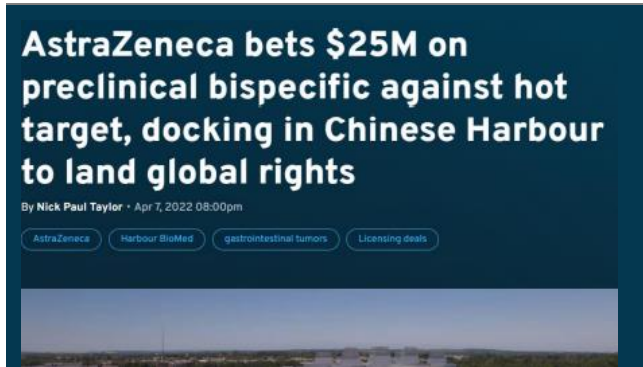 AstraZeneca bets $25M on
preclinical bispecific against hot
target, docking in Chinese Harbour
to land global rights
By Nick Paul Taylor • Apr 7, 2022 08:00pm
AstraZeneca Harbour BioMed gastrointestinal tumors Licensing deals